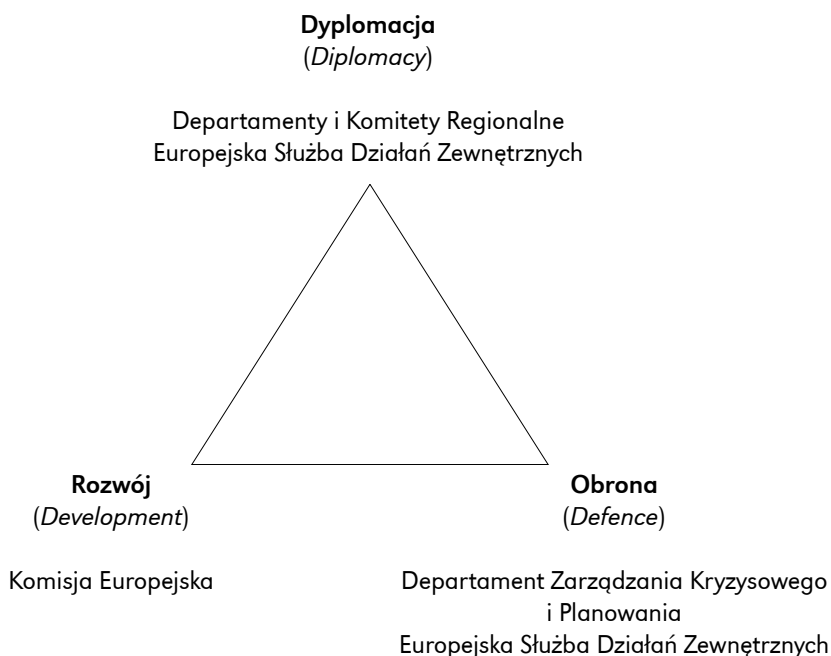 Dyplomacja
(Diplomacy)
Departamenty i Komitety Regionalne
Europejska Służba Działań Zewnętrznych
Rozwój
(Development)
Komisja Europejska
Obrona
(Defence)
Departament Zarządzania Kryzysowego
i Planowania
Europejska Służba Działań Zewnętrznych